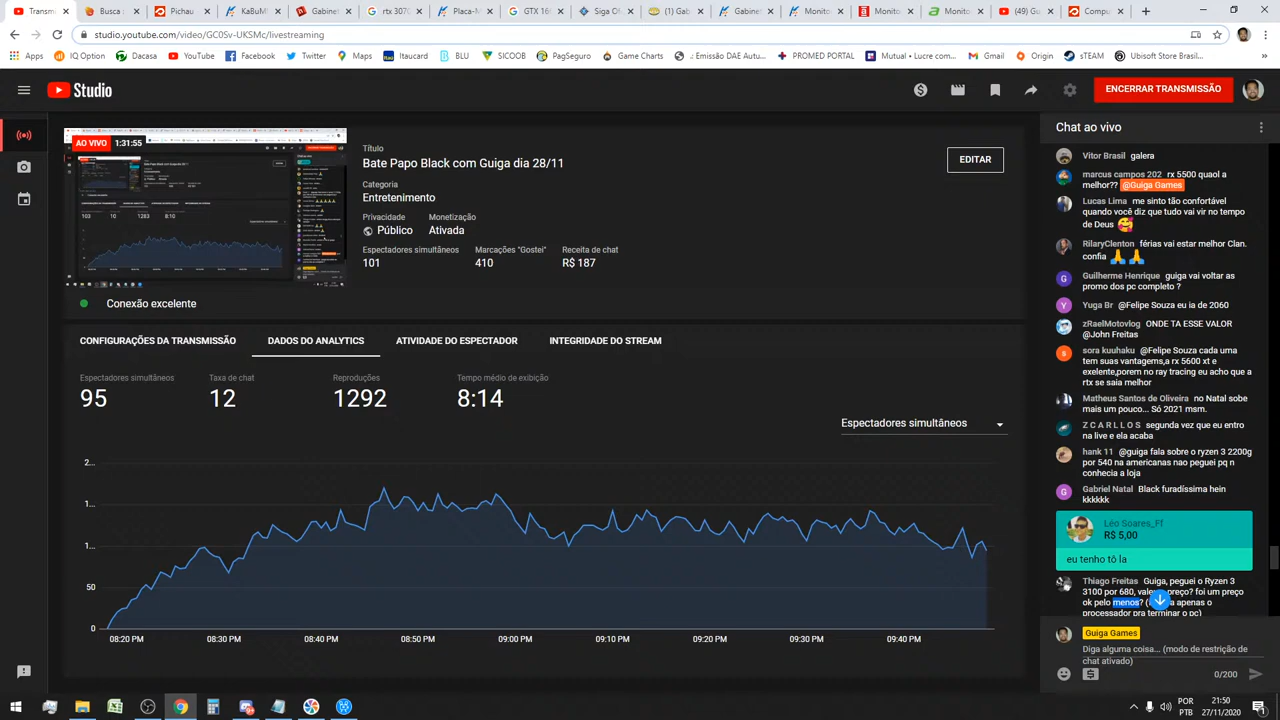 Transmi
Busca
Pichau
KaBuM
Gabinet
rtx 3070
Placa-M
GTX 166
Siga Ol
(1) Gab
Gabinet
Monito
Monito
Monito
(49) Gu
Compu
studio.youtube.com/video/GC0Sv-UKSMc/livestreaming
Apps
IQ Option
Dacasa
YouTube
Facebook
Twitter
Maps
Itaucard
BLU
SICOOB
PagSeguro
Game Charts
.: Emissão DAE Autu...
PROMED PORTAL
Mutual • Lucre com...
Gmail
Origin
sTEAM
Ubisoft Store Brasil...
Studio
ENCERRAR TRANSMISSÃO
AO VIVO 1:31:55
Título
Bate Papo Black com Guiga dia 28/11
EDITAR
Categoria
Entretenimento
Privacidade
Monetização
Público
Ativada
Espectadores simultâneos
Marcações "Gostei"
Receita de chat
101
410
R$ 187
103 10 1283 8:10
Conexão excelente
CONFIGURAÇÕES DA TRANSMISSÃO
DADOS DO ANALYTICS
ATIVIDADE DO ESPECTADOR
INTEGRIDADE DO STREAM
Espectadores simultâneos
Taxa de chat
Reproduções
Tempo médio de exibição
95
12
1292
8:14
Espectadores simultâneos
2...
1...
1...
50
0
08:20 PM
08:30 PM
08:40 PM
08:50 PM
09:00 PM
09:10 PM
09:20 PM
09:30 PM
09:40 PM
Chat ao vivo
Vitor Brasil galera
marcus campos 202 rx 5500 qual a
melhor?? @Guiga Games
Lucas Lima me sinto tão confortável
quando você diz que tudo vai vir no tempo
de Deus
RilaryClenton férias vai estar melhor Clan.
confia
Guilherme Henrique guiga vai voltar as
promo dos pc completo ?
Yuga Br @Felipe Souza eu ia de 2060
zRaelMotovlog ONDE TA ESSE VALOR
@John Freitas
sora kuuhaku @Felipe Souza cada uma
tem suas vantagems,a rx 5600 xt e
exelente,porem no ray tracing eu acho que a
rtx se saia melhor
Matheus Santos de Oliveira no Natal sobe
mais um pouco... Só 2021 msm.
Z C A R L L O S segunda vez que eu entro
na live e ela acaba
hank 11 @guiga fala sobre o ryzen 3 2200g
por 540 na americanas nao peguei pq n
conhecia a loja
Gabriel Natal Black furadíssima hein
kkkkkk
Léo Soares_Ff
R$ 5,00
eu tenho tô la
Thiago Freitas Guiga, peguei o Ryzen 3
3100 por 680, vale preço? foi um preço
ok pelo menos? ( a apenas o
processador pra terminar o pc)
Guiga Games
Diga alguma coisa... (modo de restrição de
chat ativado)
0/200
POR
PTB
21:50
27/11/2020